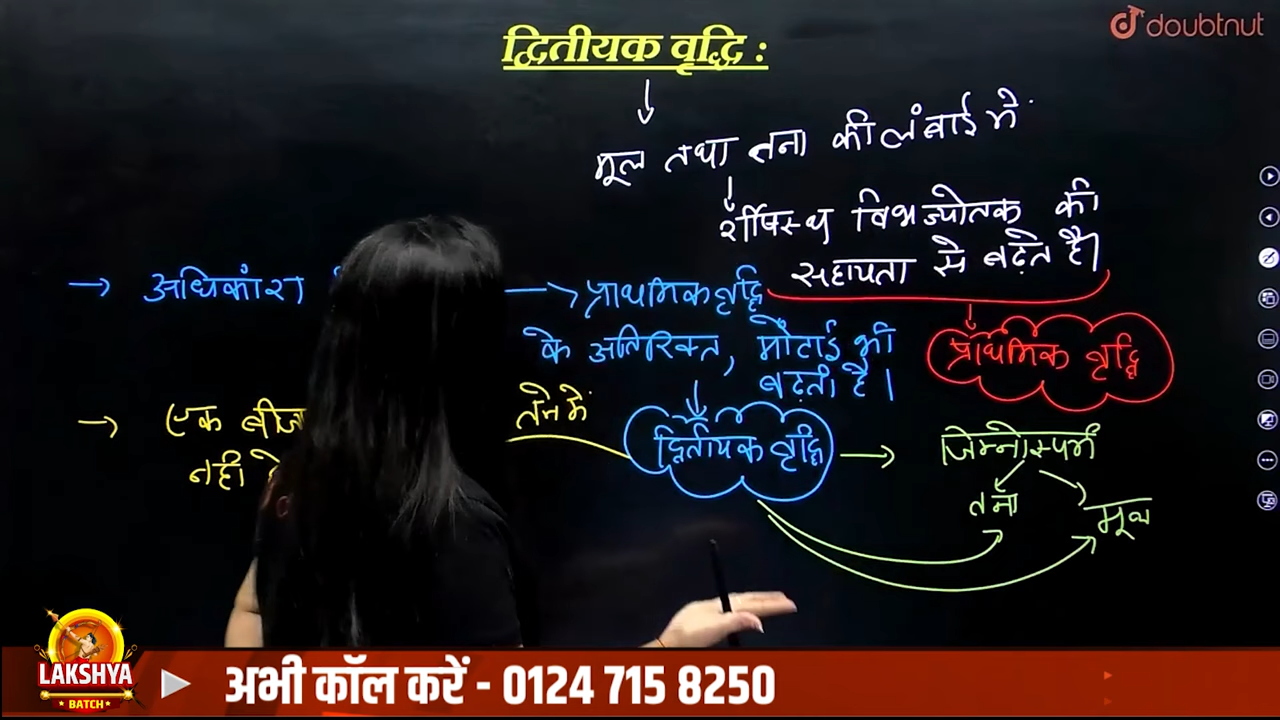 doubtnut
द्वितीयक वृद्धि :
मूल तथा तना की लंबाई में
शीर्षस्थ विभज्योतक की
सहायता से बढ़ते है।
→ अधिकांश → प्राथमिक वृद्धि
के अतिरिक्त, मोटाई भी
बढ़ती है।
प्राथमिक वृद्धि
→ एक बीज तने में
नही
द्वितीयक वृद्धि → जिम्नोस्पर्म
तना मूल
LAKSHYA
BATCH
अभी कॉल करें - 0124 715 8250